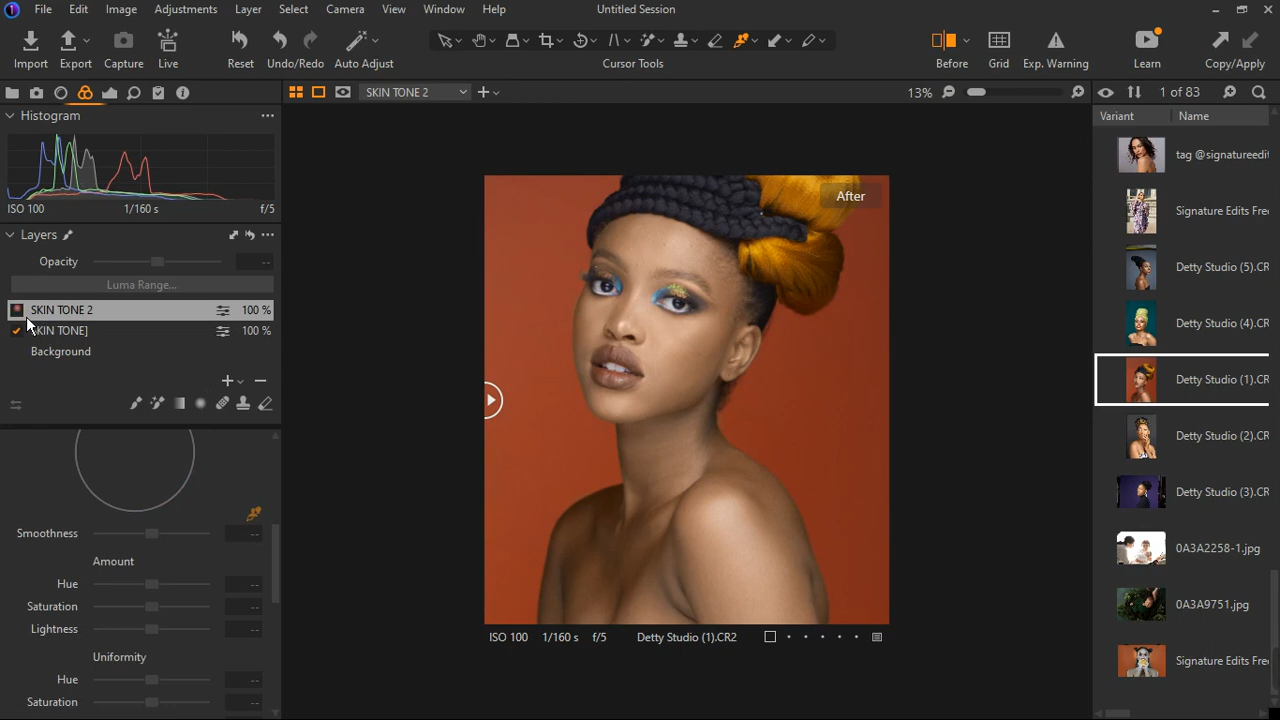 File Edit Image Adjustments Layer Select Camera View Window Help Untitled Session
Import Export Capture Live Reset Undo/Redo Auto Adjust Cursor Tools Before Grid Exp. Warning Learn Copy/Apply
SKIN TONE 2 13% 1 of 83
Histogram
ISO 100 1/160 s f/5
Layers
Opacity --
Luma Range...
SKIN TONE 2 100 %
KIN TONE] 100 %
Background
Smoothness --
Amount
Hue --
Saturation --
Lightness --
Uniformity
Hue --
Saturation --
After
ISO 100 1/160 s f/5 Detty Studio (1).CR2
Variant Name
tag @signatureedit
Signature Edits Fre
Detty Studio (5).CR
Detty Studio (4).CR
Detty Studio (1).CR
Detty Studio (2).CR
Detty Studio (3).CR
0A3A2258-1.jpg
0A3A9751.jpg
Signature Edits Fre